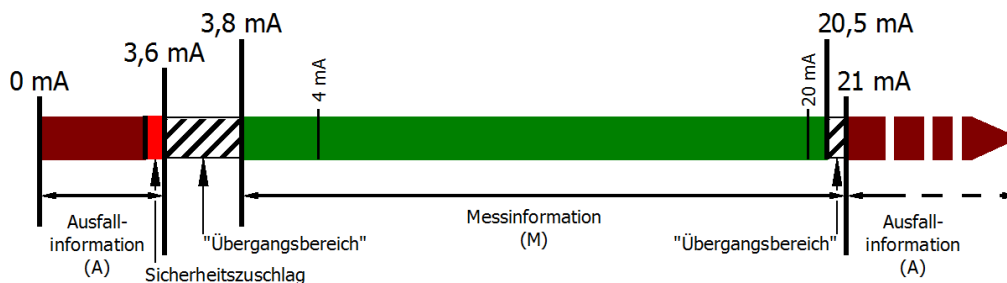 3,8 mA
20,5 mA
3,6 mA
0 mA
4 mA
20 mA
21 mA
Ausfall-
information
(A)
Sicherheitszuschlag
"Übergangsbereich"
Messinformation
(M)
"Übergangsbereich"
Ausfall-
information
(A)